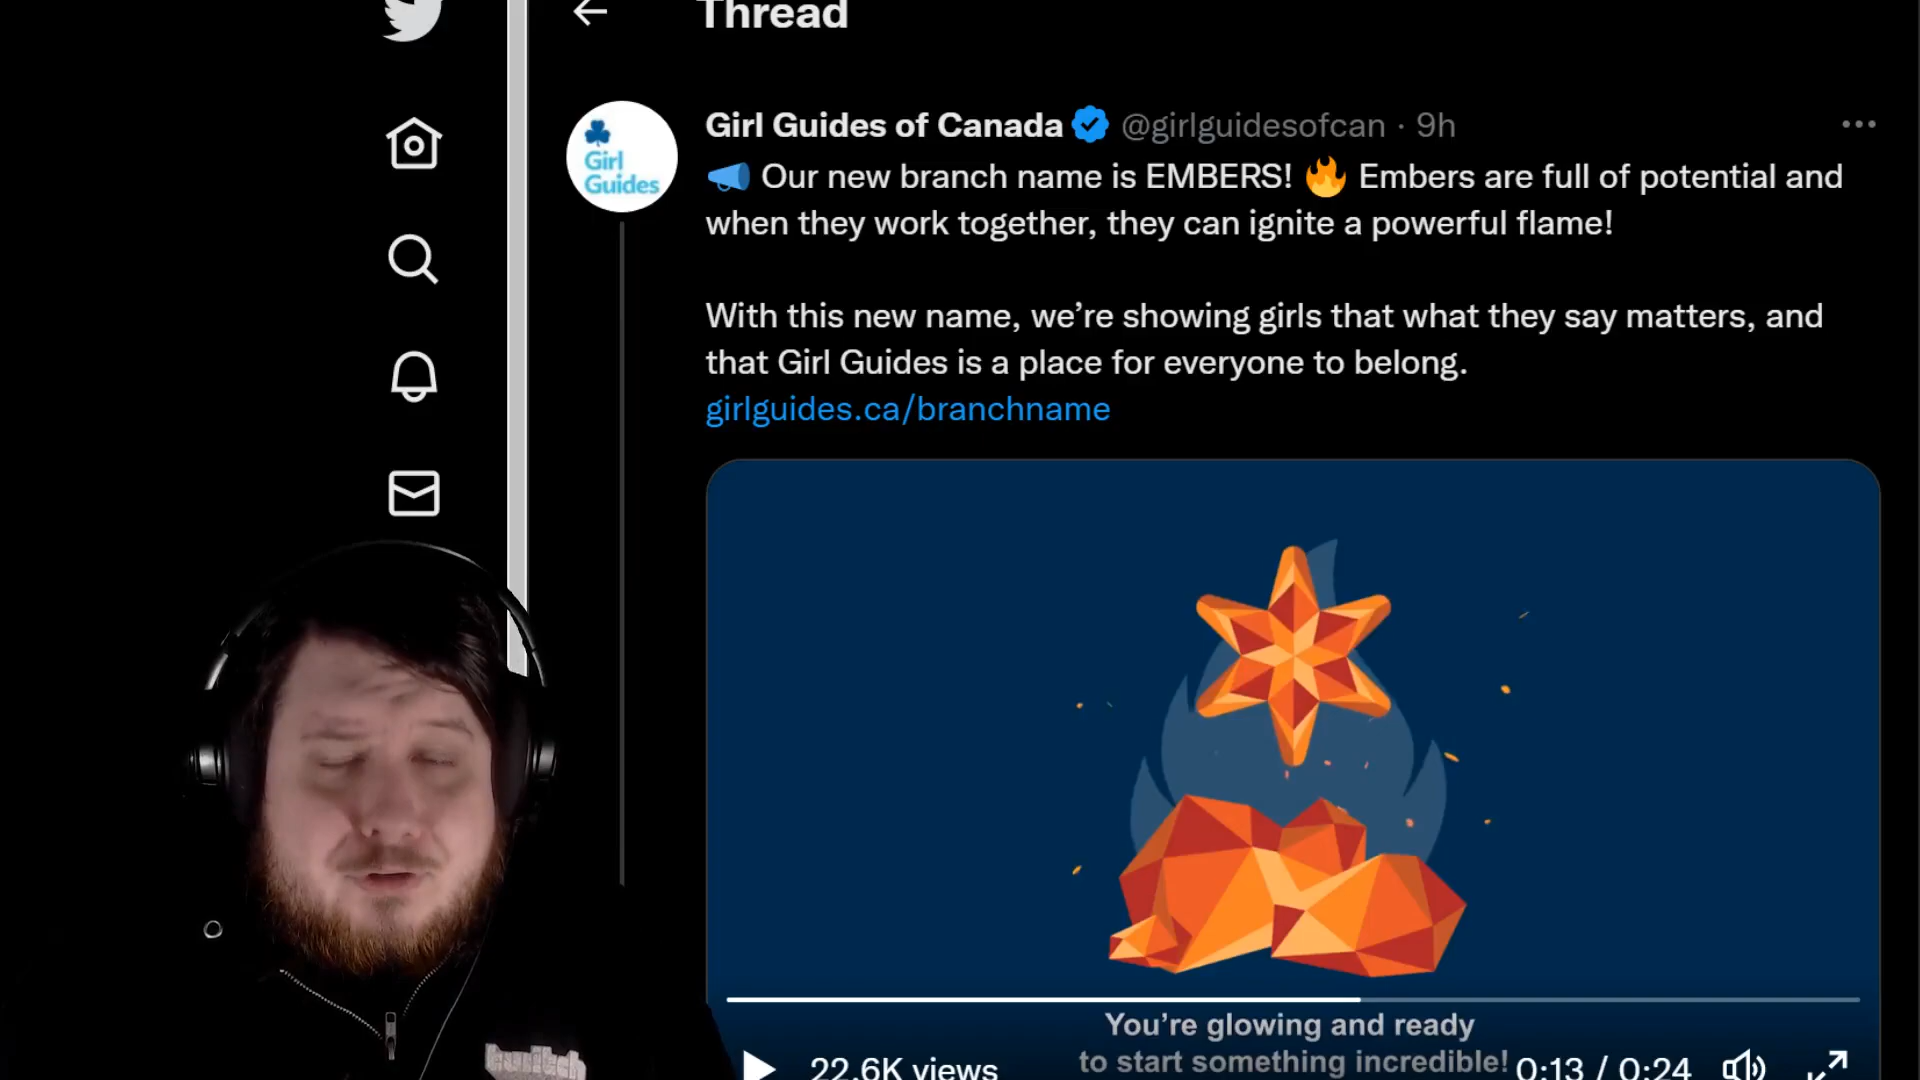 Thread
Girl Guides of Canada @girlguidesofcan · 9h
Girl
Guides
📣 Our new branch name is EMBERS! 🔥 Embers are full of potential and
when they work together, they can ignite a powerful flame!
With this new name, we’re showing girls that what they say matters, and
that Girl Guides is a place for everyone to belong.
girlguides.ca/branchname
You’re glowing and ready
to start something incredible!
22.6K views
0:13 / 0:24